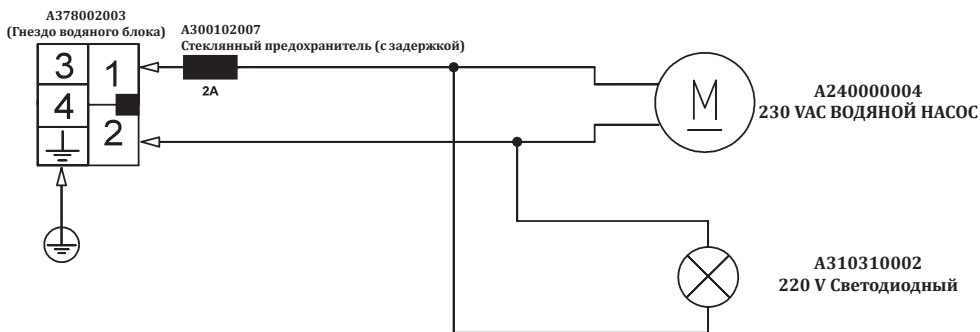 A378002003
(Гнездо водяного блока)
A300102007
Стеклянный предохранитель (с задержкой)
2A
3
1
4
2
M
A240000004
230 VAC ВОДЯНОЙ НАСОС
A310310002
220 V Светодиодный